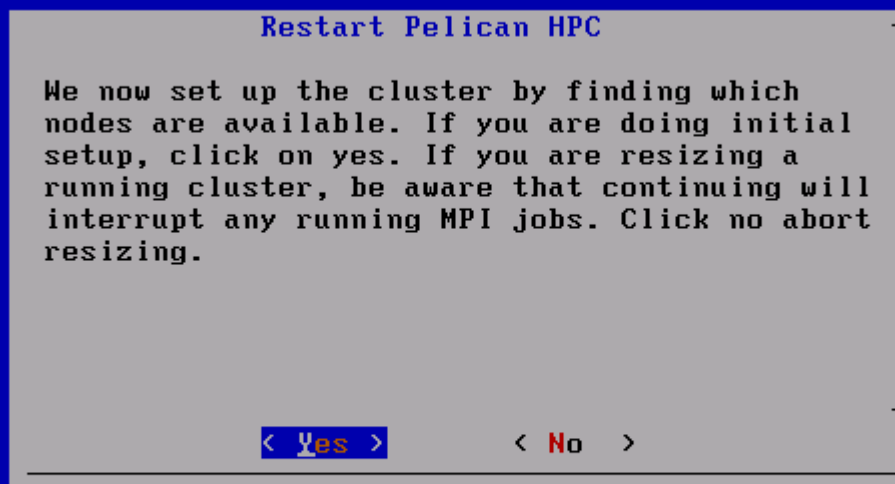 Restart Pelican HPC
We now set up the cluster by finding which
nodes are available. If you are doing initial
setup, click on yes. If you are resizing a
running cluster, be aware that continuing will
interrupt any running MPI jobs. Click no abort
resizing.
< Yes > < No >